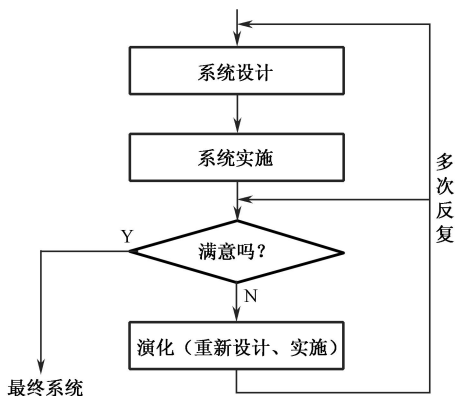 系统设计
系统实施
多次反复
满意吗？
Y
N
演化（重新设计、实施）
最终系统